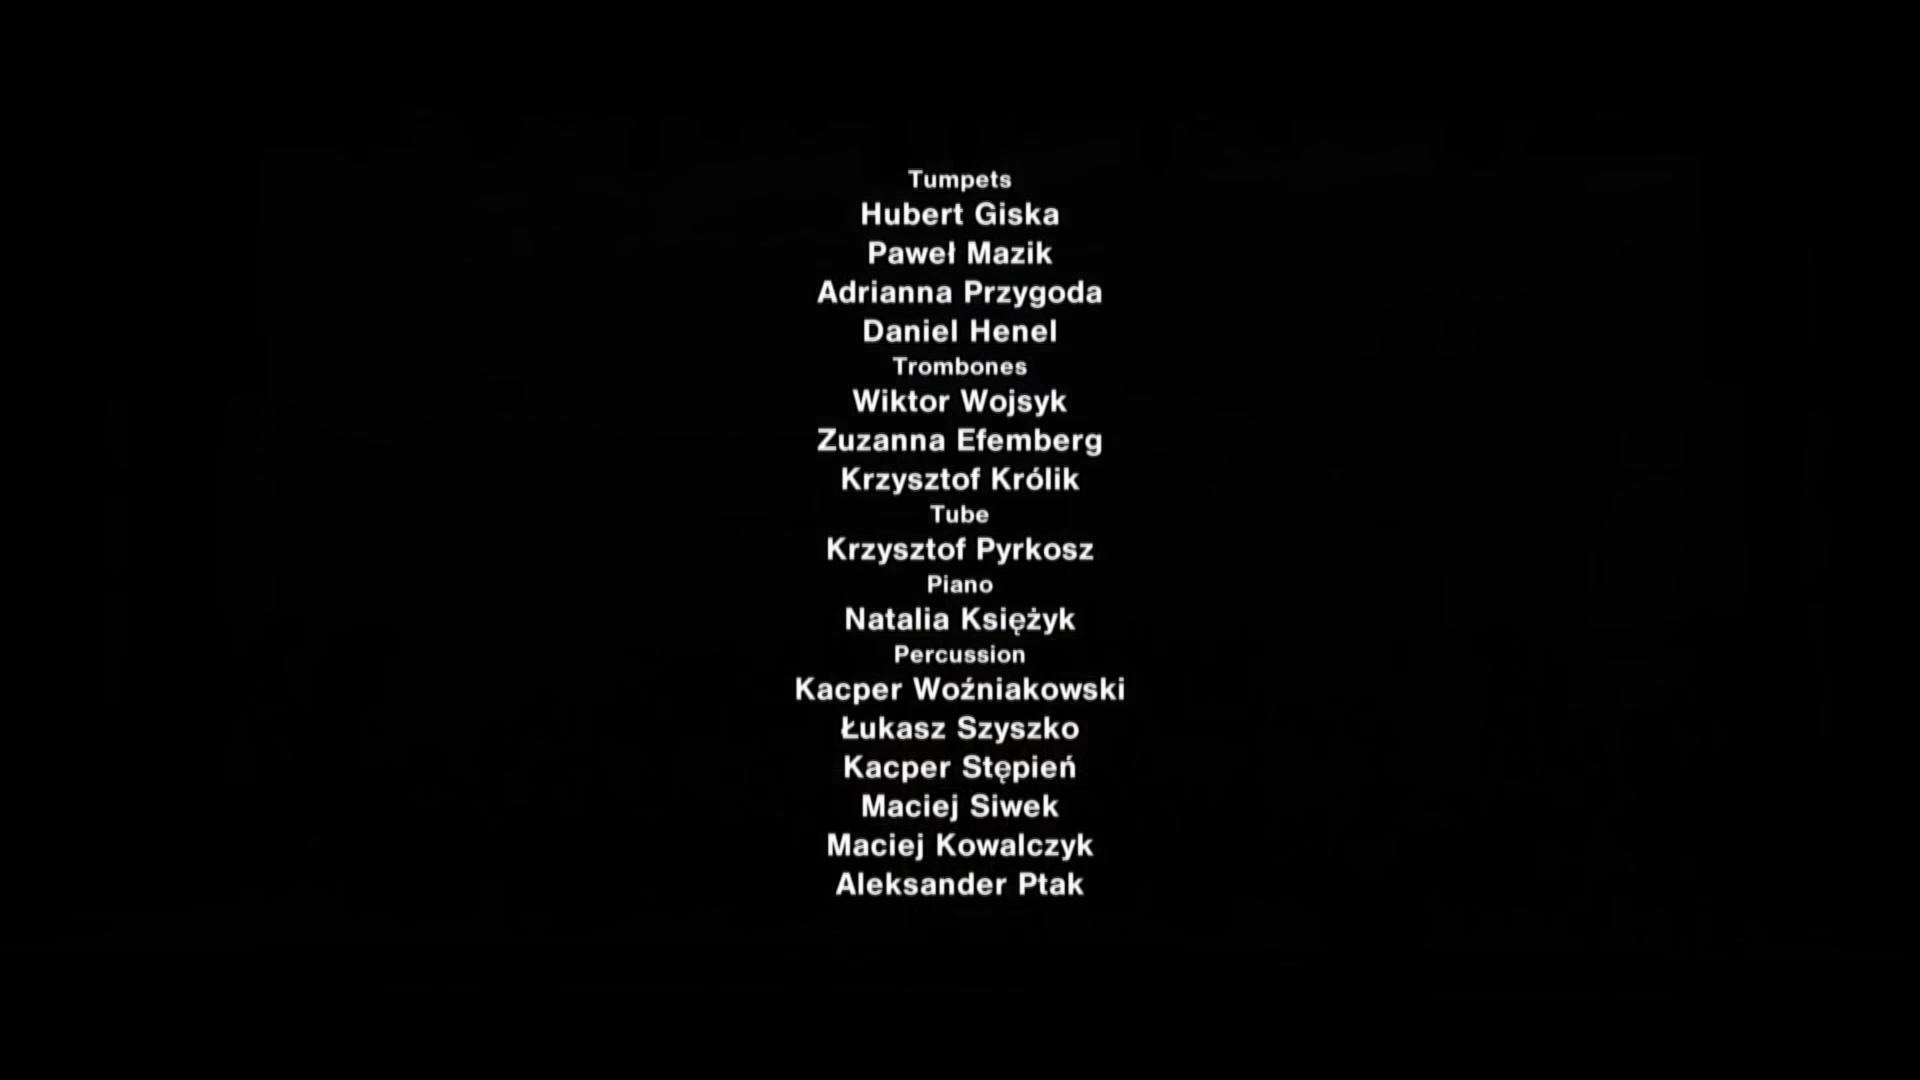 Tumpets
Hubert Giska
Paweł Mazik
Adrianna Przygoda
Daniel Henel
Trombones
Wiktor Wojsyk
Zuzanna Efemberg
Krzysztof Królik
Tube
Krzysztof Pyrkosz
Piano
Natalia Księżyk
Percussion
Kacper Woźniakowski
Łukasz Szyszko
Kacper Stępień
Maciej Siwek
Maciej Kowalczyk
Aleksander Ptak